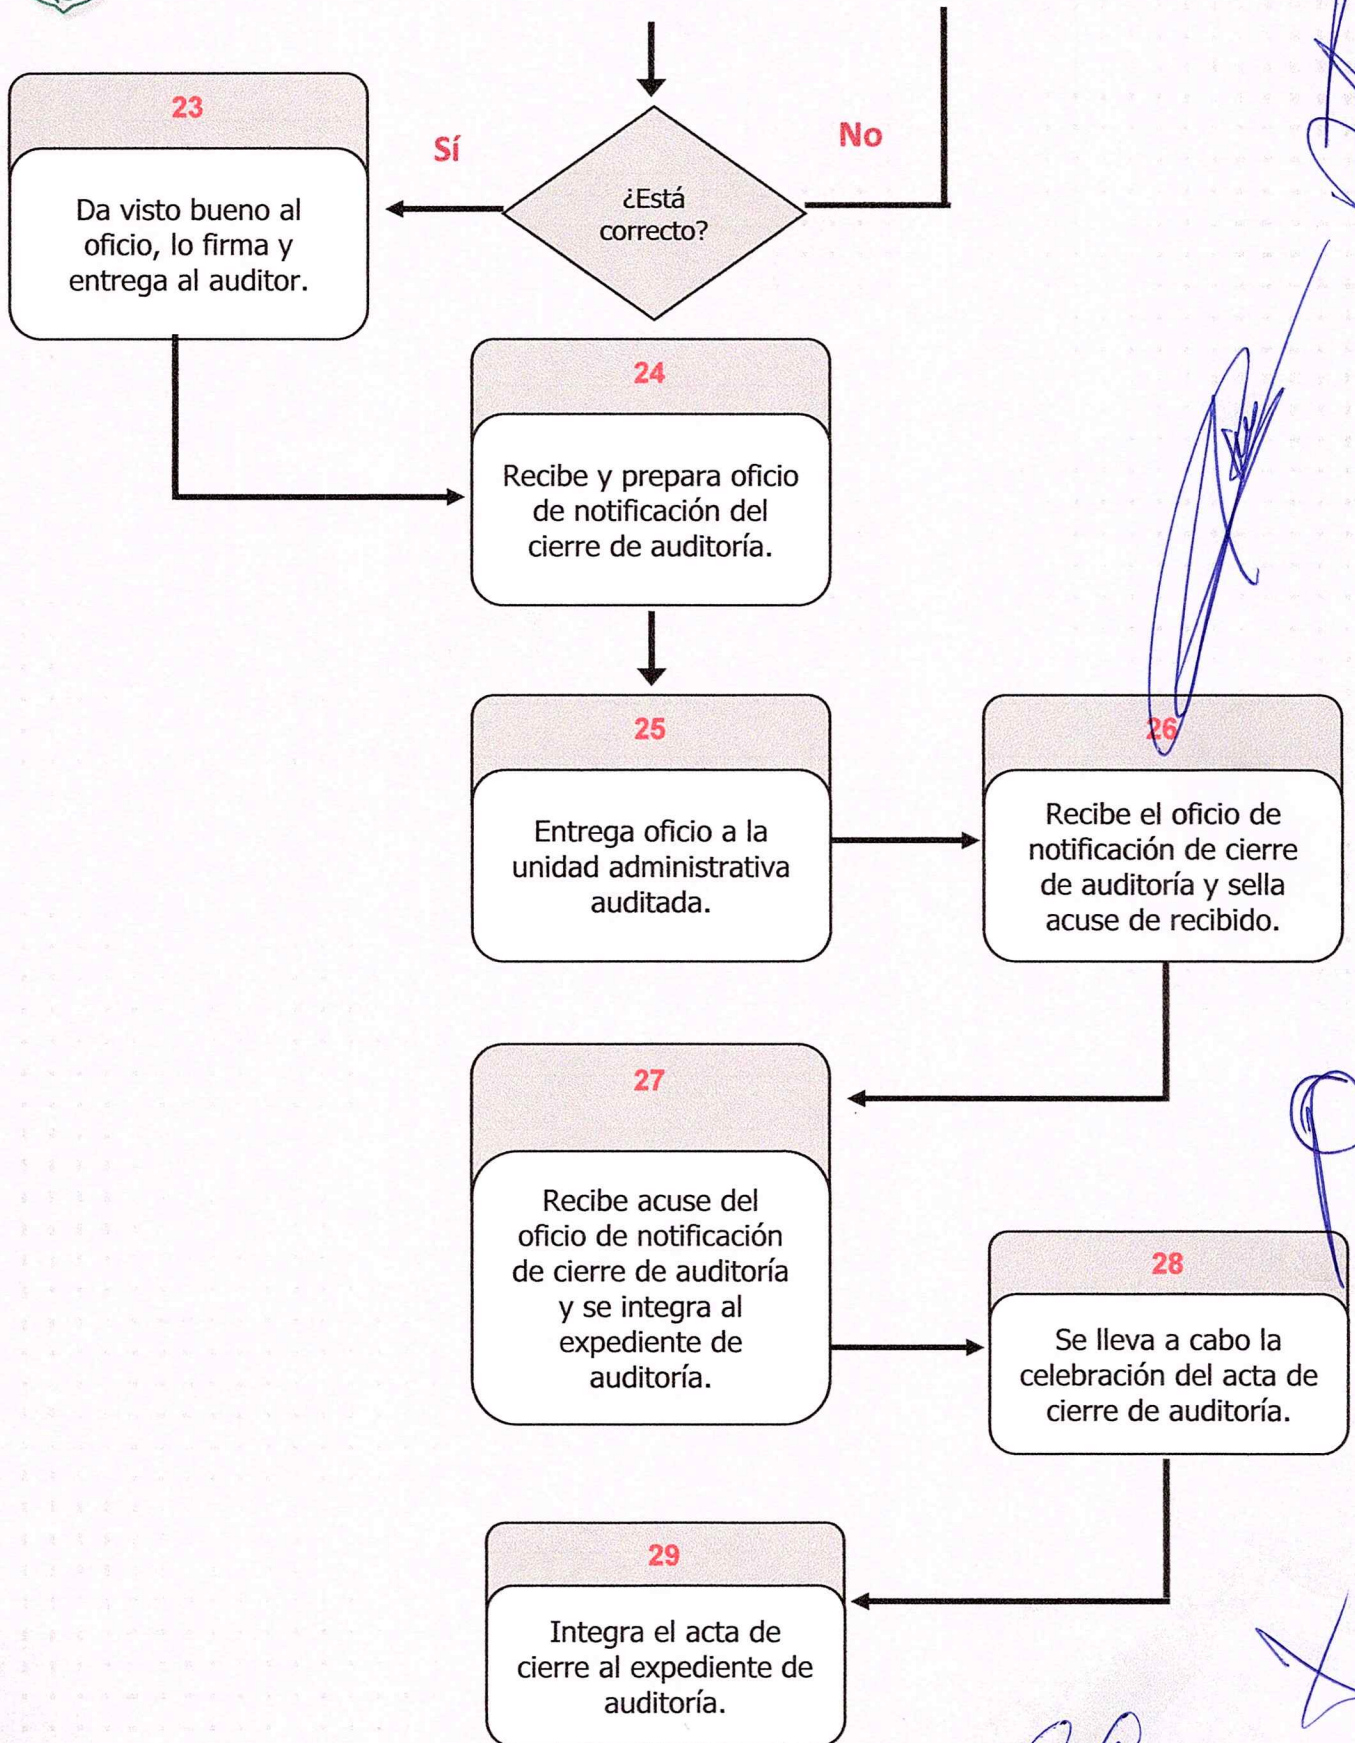 23
Da visto bueno al
oficio, lo firma y
entrega al auditor.
Sí
¿Está
correcto?
No
24
Recibe y prepara oficio
de notificación del
cierre de auditoría.
25
Entrega oficio a la
unidad administrativa
auditada.
26
Recibe el oficio de
notificación de cierre
de auditoría y sella
acuse de recibido.
27
Recibe acuse del
oficio de notificación
de cierre de auditoría
y se integra al
expediente de
auditoría.
28
Se lleva a cabo la
celebración del acta de
cierre de auditoría.
29
Integra el acta de
cierre al expediente de
auditoría.